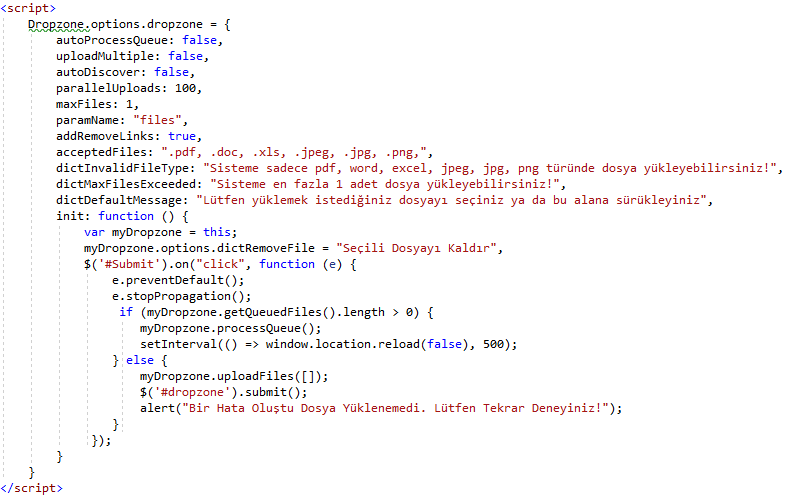 <script>
Dropzone.options.dropzone = {
autoProcessQueue: false,
uploadMultiple: false,
autoDiscover: false,
parallelUploads: 100,
maxFiles: 1,
paramName: "files",
addRemoveLinks: true,
acceptedFiles: ".pdf, .doc, .xls, .jpeg, .jpg, .png,",
dictInvalidFileType: "Sisteme sadece pdf, word, excel, jpeg, jpg, png türünde dosya yükleyebilirsiniz!",
dictMaxFilesExceeded: "Sisteme en fazla 1 adet dosya yükleyebilirsiniz!",
dictDefaultMessage: "Lütfen yüklemek istediğiniz dosyayı seçiniz ya da bu alana sürükleyiniz",
init: function () {
var myDropzone = this;
myDropzone.options.dictRemoveFile = "Seçili Dosyayı Kaldır",
$('#Submit').on("click", function (e) {
e.preventDefault();
e.stopPropagation();
if (myDropzone.getQueuedFiles().length > 0) {
myDropzone.processQueue();
setInterval(() => window.location.reload(false), 500);
} else {
myDropzone.uploadFiles([]);
$('#dropzone').submit();
alert("Bir Hata Oluştu Dosya Yüklenemedi. Lütfen Tekrar Deneyiniz!");
}
});
}
}
</script>